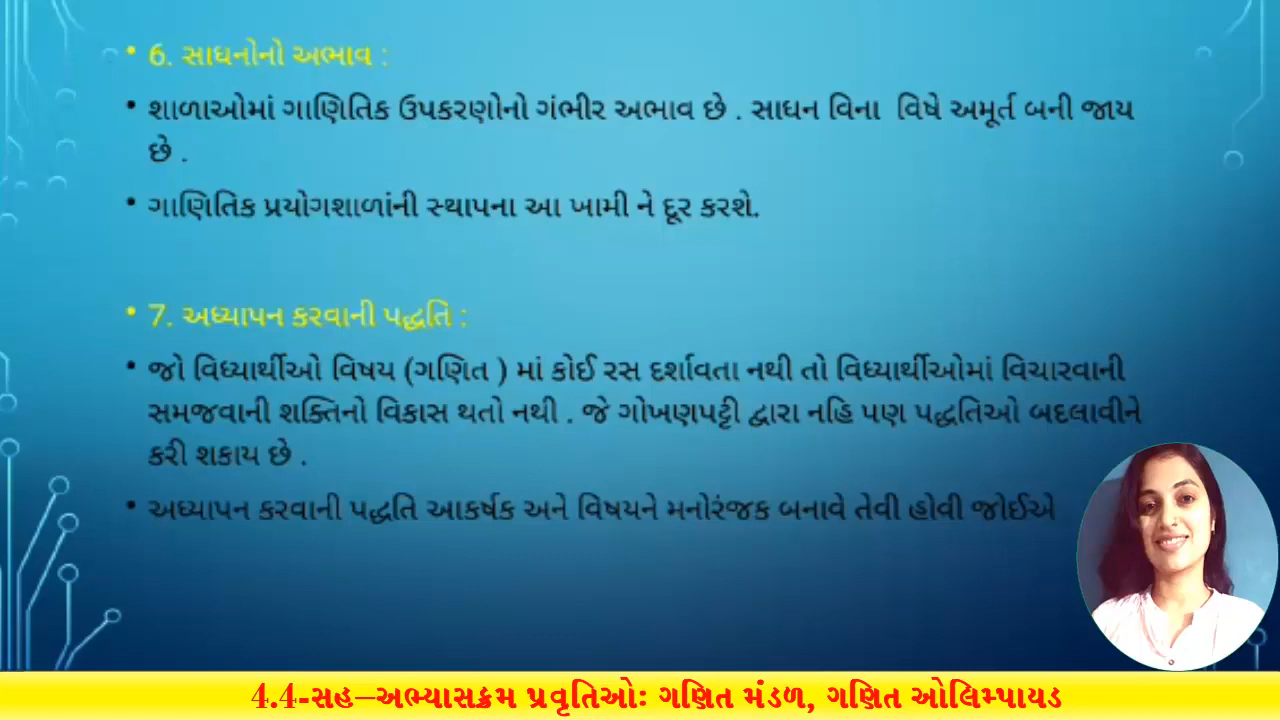 • 6. સાધનોનો અભાવ :
• શાળાઓમાં ગાણિતિક ઉપકરણોનો ગંભીર અભાવ છે . સાધન વિના વિષે અમૂર્ત બની જાય
છે .
• ગાણિતિક પ્રયોગશાળાંની સ્થાપના આ ખામી ને દૂર કરશે.
• 7. અધ્યાપન કરવાની પદ્ધતિ :
• જો વિધ્યાર્થીઓ વિષય (ગણિત ) માં કોઈ રસ દર્શાવતા નથી તો વિધ્યાર્થીઓમાં વિચારવાની
સમજવાની શક્તિનો વિકાસ થતો નથી . જે ગોખણપટ્ટી દ્વારા નહિ પણ પદ્ધતિઓ બદલાવીને
કરી શકાય છે .
• અધ્યાપન કરવાની પદ્ધતિ આકર્ષક અને વિષયને મનોરંજક બનાવે તેવી હોવી જોઈએ
4.4-સહ–અભ્યાસક્રમ પ્રવૃતિઓઃ ગણિત મંડળ, ગણિત ઓલિમ્પાયડ